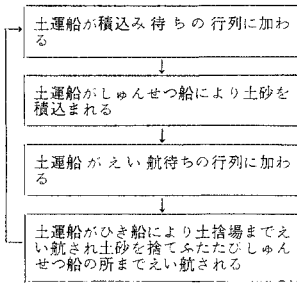 土運船が積込み待ちの行列に加わ
る
土運船がしゅんせつ船により土砂を
積込まれる
土運船がえい航待ちの行列に加わ
る
土運船がひき船により土捨場までえ
い航され土砂を捨てふたたびしゅん
せつ船の所までえい航される